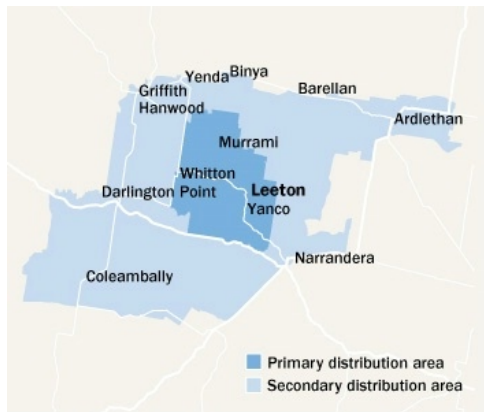 Yenda
Binya
Griffith
Hanwood
Barellan
Ardlethan
Murrami
Whitton
Darlington Point
Leeton
Yanco
Narrandera
Coleambally
Primary distribution area
Secondary distribution area